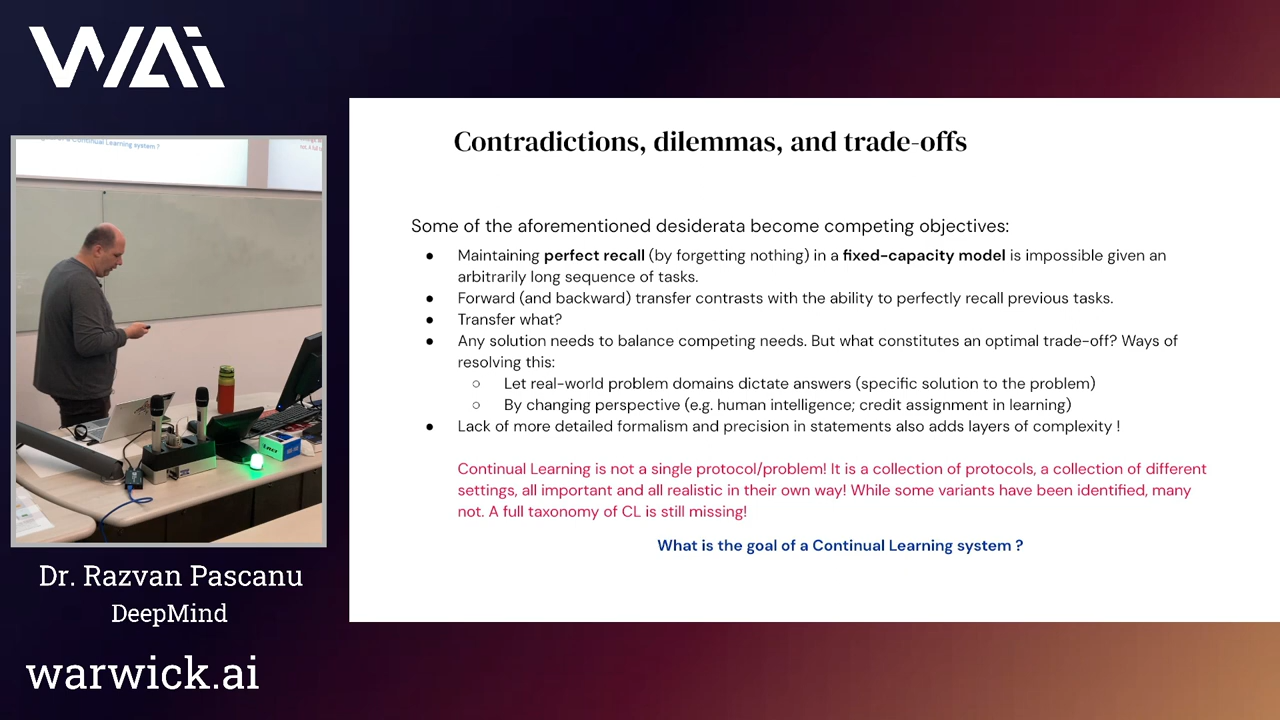 WAi
Continual Learning system ?
Dr. Razvan Pascanu
DeepMind
warwick.ai
Contradictions, dilemmas, and trade-offs
Some of the aforementioned desiderata become competing objectives:
● Maintaining perfect recall (by forgetting nothing) in a fixed-capacity model is impossible given an
arbitrarily long sequence of tasks.
● Forward (and backward) transfer contrasts with the ability to perfectly recall previous tasks.
● Transfer what?
● Any solution needs to balance competing needs. But what constitutes an optimal trade-off? Ways of
resolving this:
○ Let real-world problem domains dictate answers (specific solution to the problem)
○ By changing perspective (e.g. human intelligence; credit assignment in learning)
● Lack of more detailed formalism and precision in statements also adds layers of complexity !
Continual Learning is not a single protocol/problem! It is a collection of protocols, a collection of different
settings, all important and all realistic in their own way! While some variants have been identified, many
not. A full taxonomy of CL is still missing!
What is the goal of a Continual Learning system ?